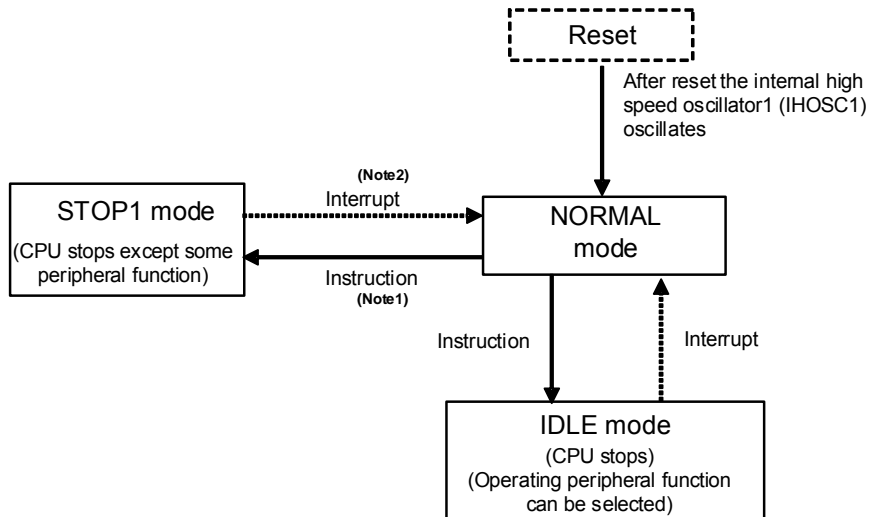 Reset
After reset the internal high
speed oscillator1 (IHOSC1)
oscillates
(Note2)
Interrupt
STOP1 mode
(CPU stops except some
peripheral function)
NORMAL
mode
Instruction
(Note1)
Instruction
Interrupt
IDLE mode
(CPU stops)
(Operating peripheral function
can be selected)